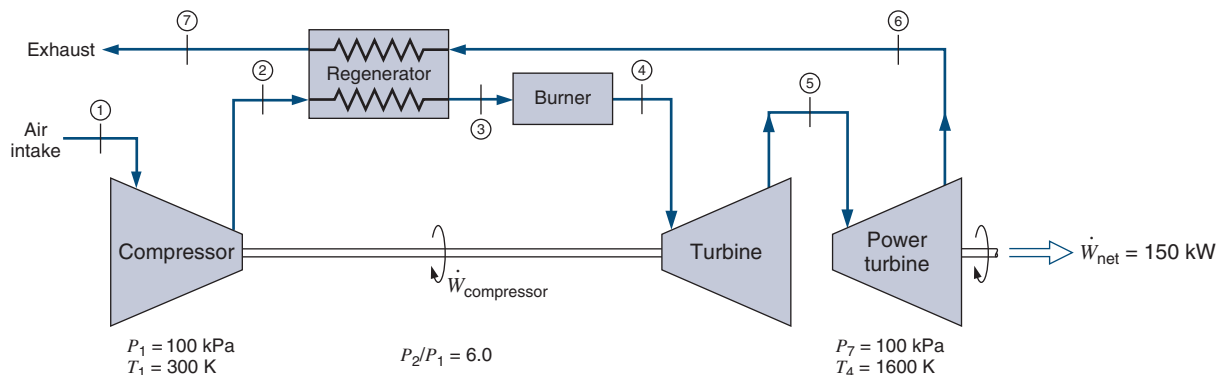 ⑦
⑥
Exhaust
②
Regenerator
④
Burner
⑤
①
③
Air
intake
Compressor
Turbine
Power
turbine
Ẇnet = 150 kW
Ẇcompressor
P1 = 100 kPa
T1 = 300 K
P2/P1 = 6.0
P7 = 100 kPa
T4 = 1600 K